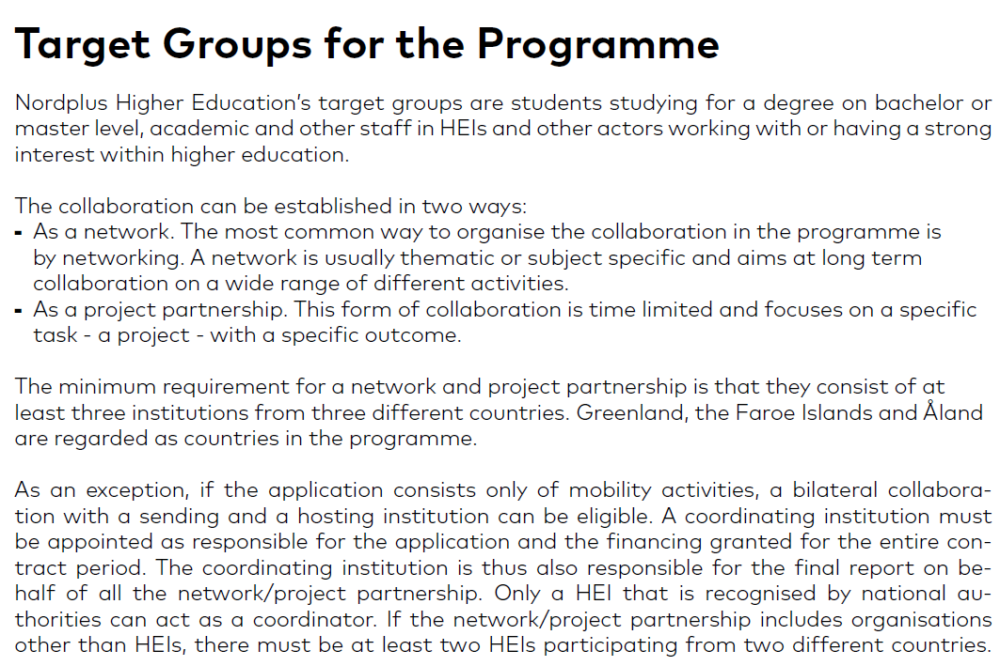 Target Groups for the Programme
Nordplus Higher Education's target groups are students studying for a degree on bachelor or
master level, academic and other staff in HEIs and other actors working with or having a strong
interest within higher education.
The collaboration can be established in two ways:
- As a network. The most common way to organise the collaboration in the programme is
by networking. A network is usually thematic or subject specific and aims at long term
collaboration on a wide range of different activities.
- As a project partnership. This form of collaboration is time limited and focuses on a specific
task - a project - with a specific outcome.
The minimum requirement for a network and project partnership is that they consist of at
least three institutions from three different countries. Greenland, the Faroe Islands and Åland
are regarded as countries in the programme.
As an exception, if the application consists only of mobility activities, a bilateral collabora-
tion with a sending and a hosting institution can be eligible. A coordinating institution must
be appointed as responsible for the application and the financing granted for the entire con-
tract period. The coordinating institution is thus also responsible for the final report on be-
half of all the network/project partnership. Only a HEI that is recognised by national au-
thorities can act as a coordinator. If the network/project partnership includes organisations
other than HEIs, there must be at least two HEIs participating from two different countries.